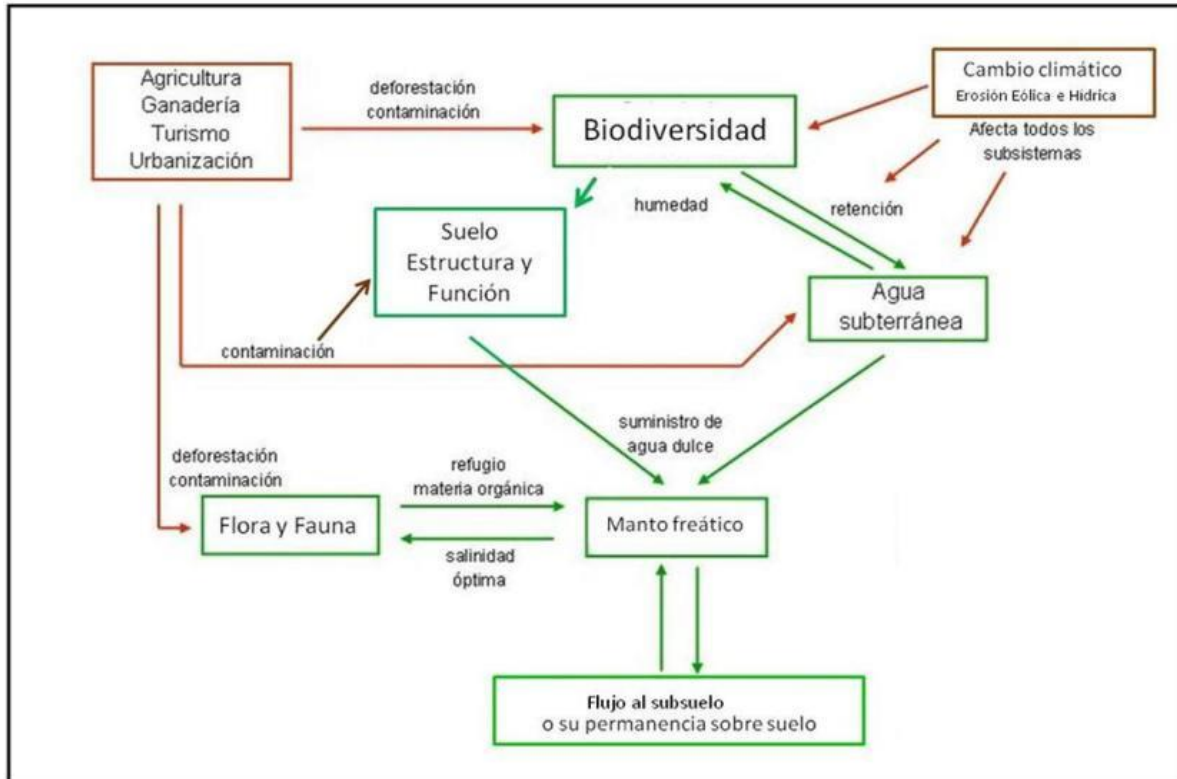 Agricultura
Ganadería
Turismo
Urbanización
deforestación
contaminación
Biodiversidad
Cambio climático
Erosión Eólica e Hídrica
Afecta todos los
subsistemas
humedad
retención
Suelo
Estructura y
Función
Agua
subterránea
contaminación
suministro de
agua dulce
deforestación
contaminación
refugio
materia orgánica
Flora y Fauna
Manto freático
salinidad
óptima
Flujo al subsuelo
o su permanencia sobre suelo